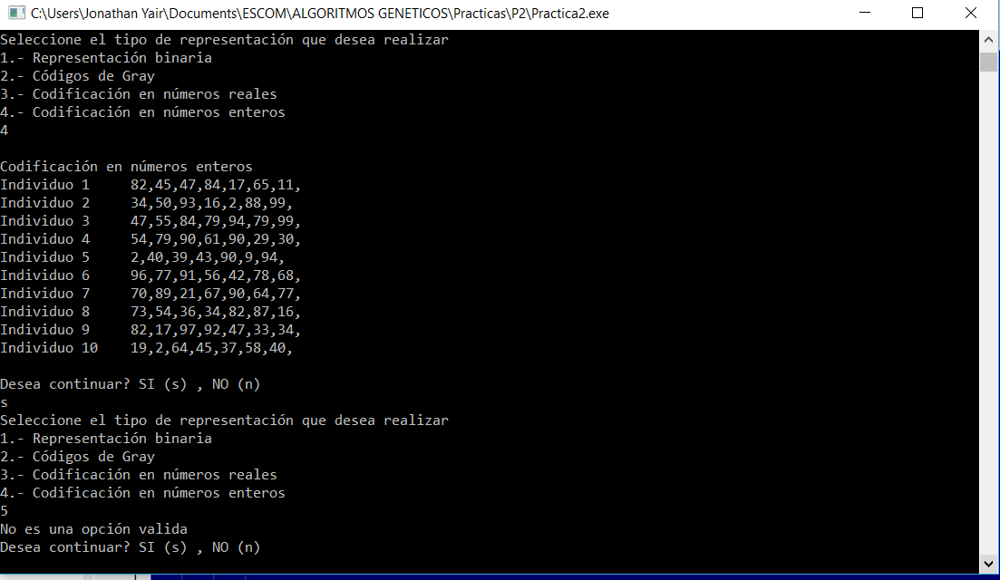 C:\Users\Jonathan Yair\Documents\ESCOM\ALGORITMOS GENETICOS\Practicas\P2\Practica2.exe
Seleccione el tipo de representación que desea realizar
1.- Representación binaria
2.- Códigos de Gray
3.- Codificación en números reales
4.- Codificación en números enteros
4
Codificación en números enteros
Individuo 1     82,45,47,84,17,65,11,
Individuo 2     34,50,93,16,2,88,99,
Individuo 3     47,55,84,79,94,79,99,
Individuo 4     54,79,90,61,90,29,30,
Individuo 5     2,40,39,43,90,9,94,
Individuo 6     96,77,91,56,42,78,68,
Individuo 7     70,89,21,67,90,64,77,
Individuo 8     73,54,36,34,82,87,16,
Individuo 9     82,17,97,92,47,33,34,
Individuo 10    19,2,64,45,37,58,40,
Desea continuar? SI (s) , NO (n)
s
Seleccione el tipo de representación que desea realizar
1.- Representación binaria
2.- Códigos de Gray
3.- Codificación en números reales
4.- Codificación en números enteros
5
No es una opción valida
Desea continuar? SI (s) , NO (n)